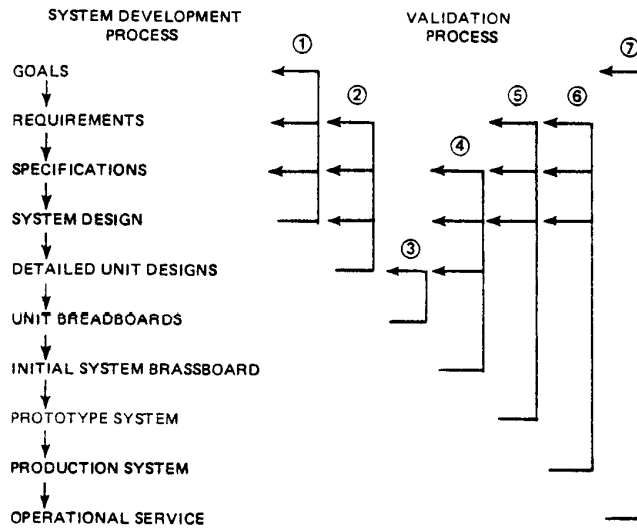 SYSTEM DEVELOPMENT
PROCESS
VALIDATION
PROCESS
①
⑦
GOALS
②
⑤
⑥
REQUIREMENTS
④
SPECIFICATIONS
SYSTEM DESIGN
③
DETAILED UNIT DESIGNS
UNIT BREADBOARDS
INITIAL SYSTEM BRASSBOARD
PROTOTYPE SYSTEM
PRODUCTION SYSTEM
OPERATIONAL SERVICE